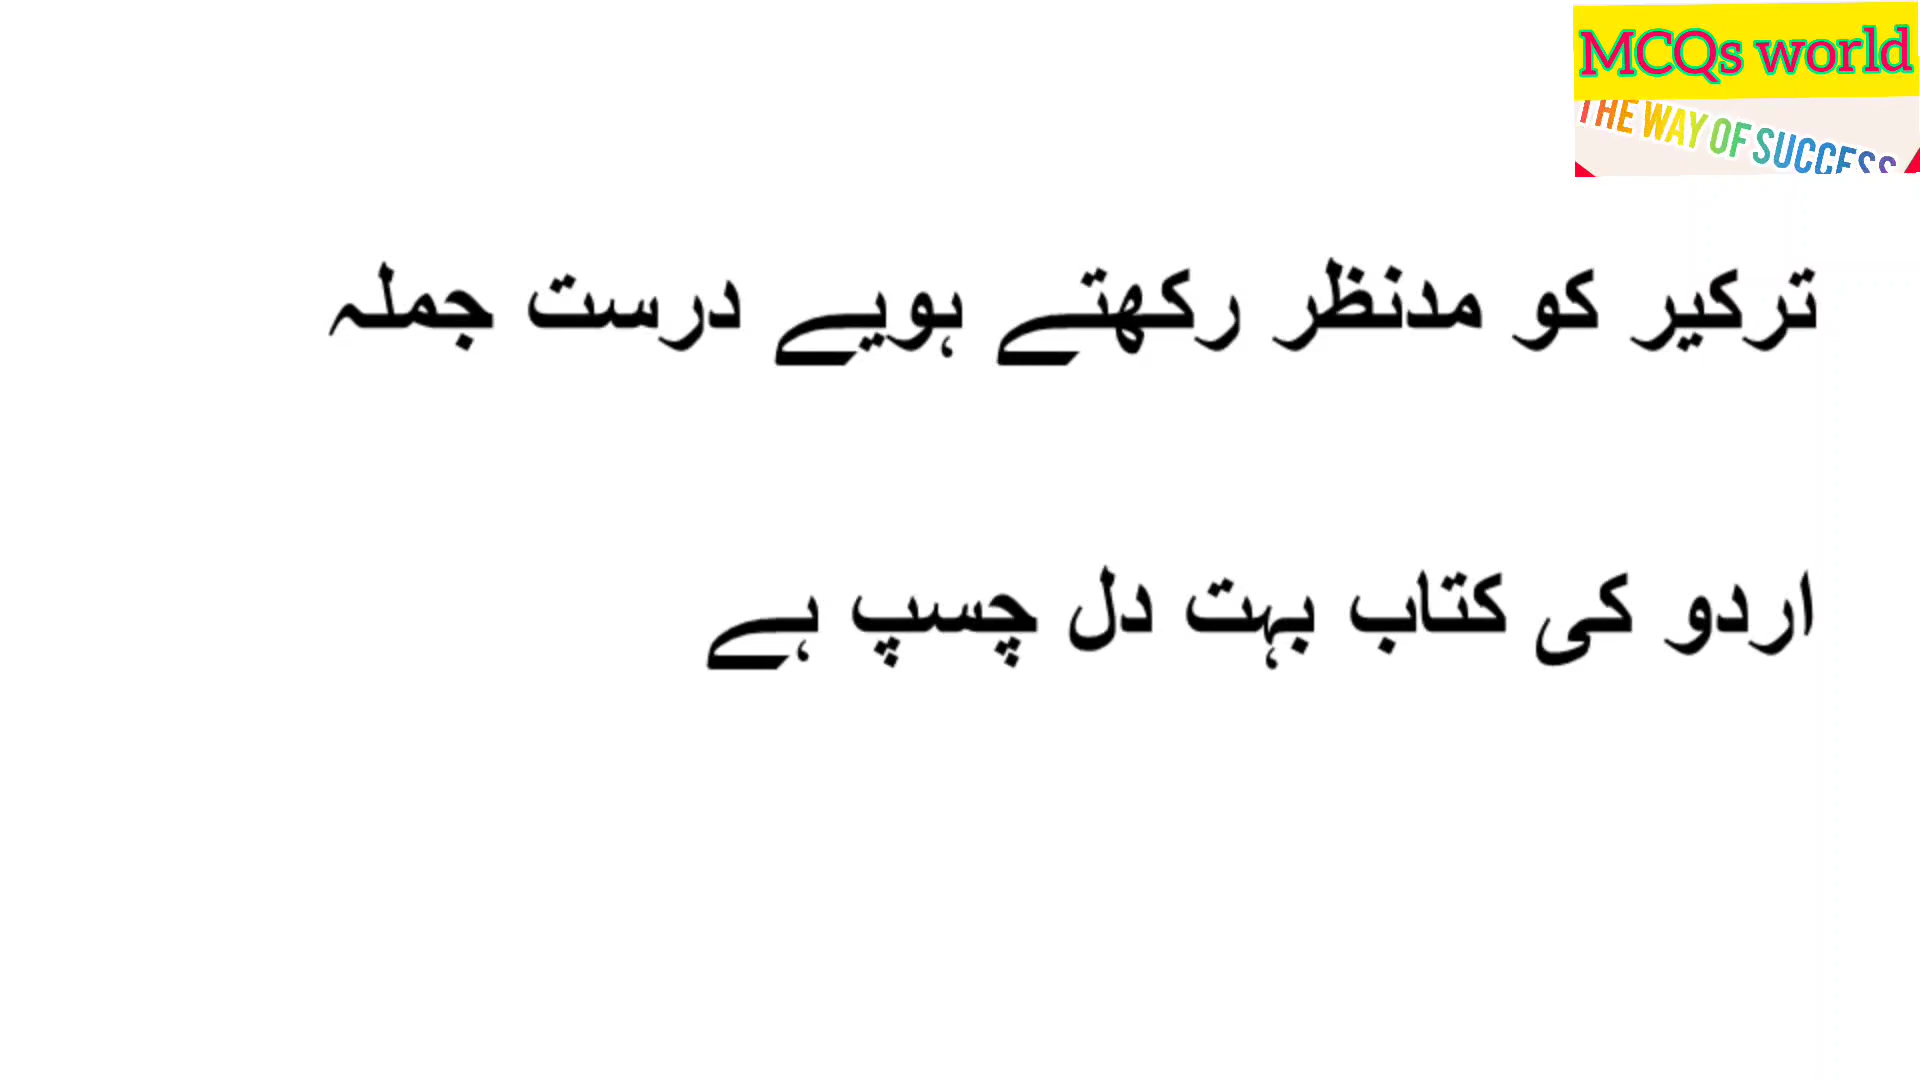 MCQs world
THE WAY OF SUCCESS
ترکیر کو مدنظر رکھتے ہویے درست جملہ
اردو کی کتاب بہت دل چسپ ہے